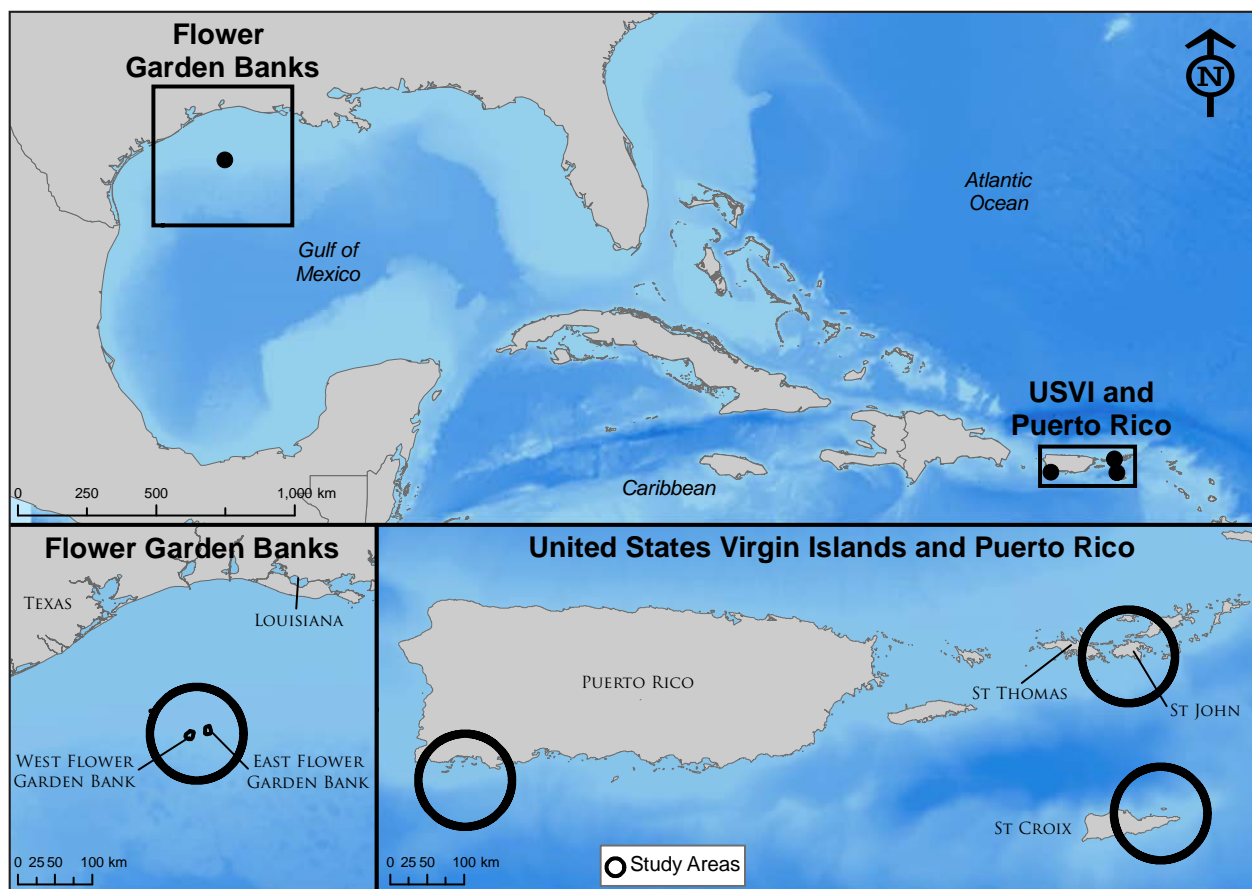 Flower
Garden Banks
N
Atlantic
Ocean
Gulf of
Mexico
USVI and
Puerto Rico
Caribbean
0 250 500 1,000 km
Flower Garden Banks
Texas
Louisiana
West Flower
Garden Bank
East Flower
Garden Bank
0 25 50 100 km
United States Virgin Islands and Puerto Rico
Puerto Rico
St Thomas
St John
St Croix
0 25 50 100 km
Study Areas